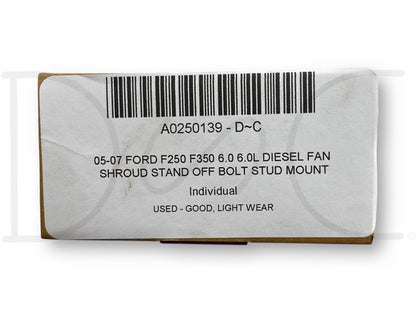 A0250139 - D~C
05-07 FORD F250 F350 6.0 6.0L DIESEL FAN
SHROUD STAND OFF BOLT STUD MOUNT
Individual
USED - GOOD, LIGHT WEAR